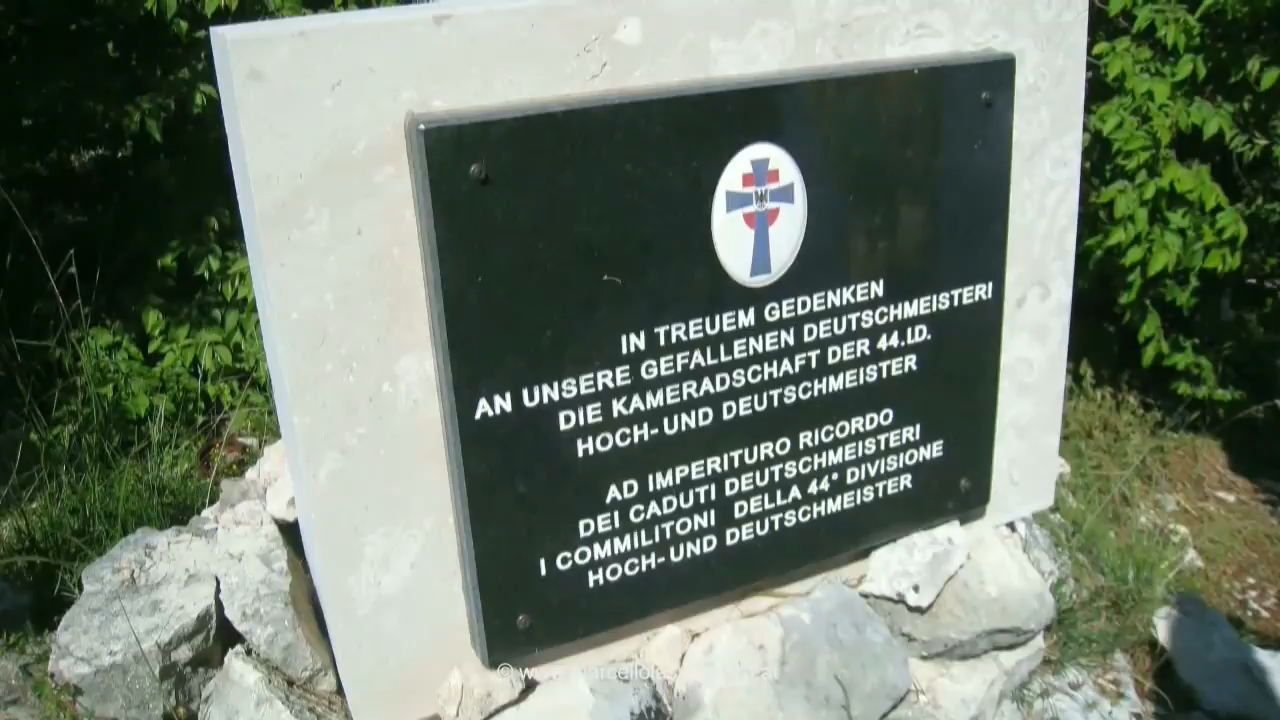 IN TREUEM GEDENKEN
AN UNSERE GEFALLENEN DEUTSCHMEISTERI
DIE KAMERADSCHAFT DER 44.I.D.
HOCH-UND DEUTSCHMEISTER
AD IMPERITURO RICORDO
DEI CADUTI DEUTSCHMEISTERI
I COMMILITONI DELLA 44° DIVISIONE
HOCH-UND DEUTSCHMEISTER
©